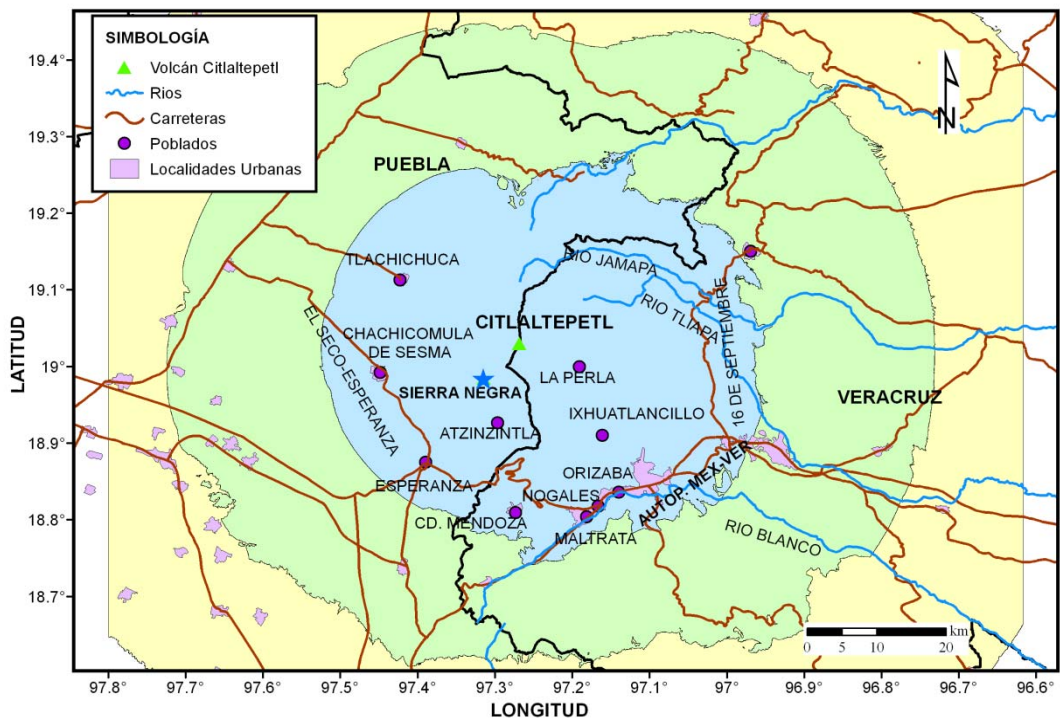 SIMBOLOGÍA
Volcán Citlaltepetl
Rios
Carreteras
Poblados
Localidades Urbanas
N
19.4°
19.3°
19.2°
19.1°
19°
18.9°
18.8°
18.7°
LATITUD
PUEBLA
TLACHICHUCA
RIO JAMAPA
RIO TLIAPA
16 DE SEPTIEMBRE
EL SECO-ESPERANZA
CHACHICOMULA
DE SESMA
CITLALTEPETL
SIERRA NEGRA
LA PERLA
VERACRUZ
IXHUATLANCILLO
ATZINZINTLA
ESPERANZA
ORIZABA
NOGALES
AUTOP. MEX-VER
CD. MENDOZA
MALTRATA
RIO BLANCO
km
0 5 10 20
97.8 97.7° 97.5° 97.4° 97.3° 97.2° 97.1° 97° 96.9° 96.8° 96.7° 96.6°
LONGITUD